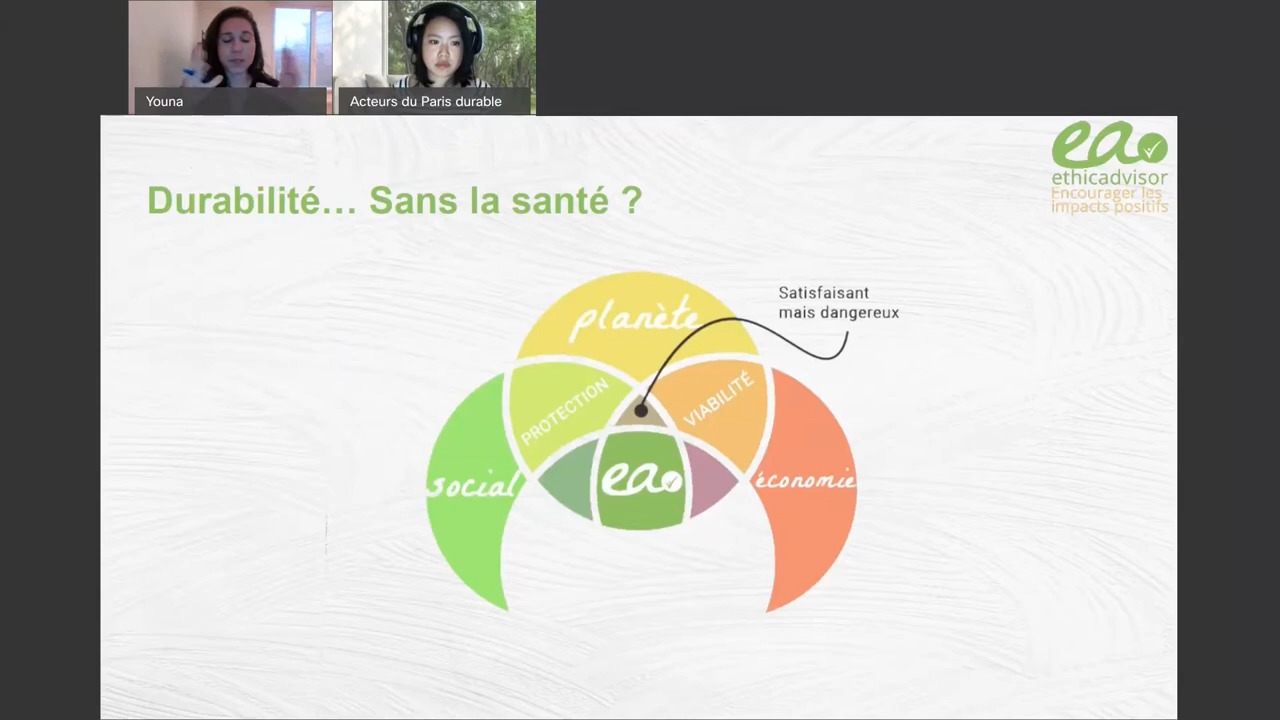 Youna
Acteurs du Paris durable
ea
ethicadvisor
Encourager les
impacts positifs
Durabilité... Sans la santé ?
Satisfaisant
mais dangereux
planète
PROTECTION
VIABILITÉ
social
ea
économie